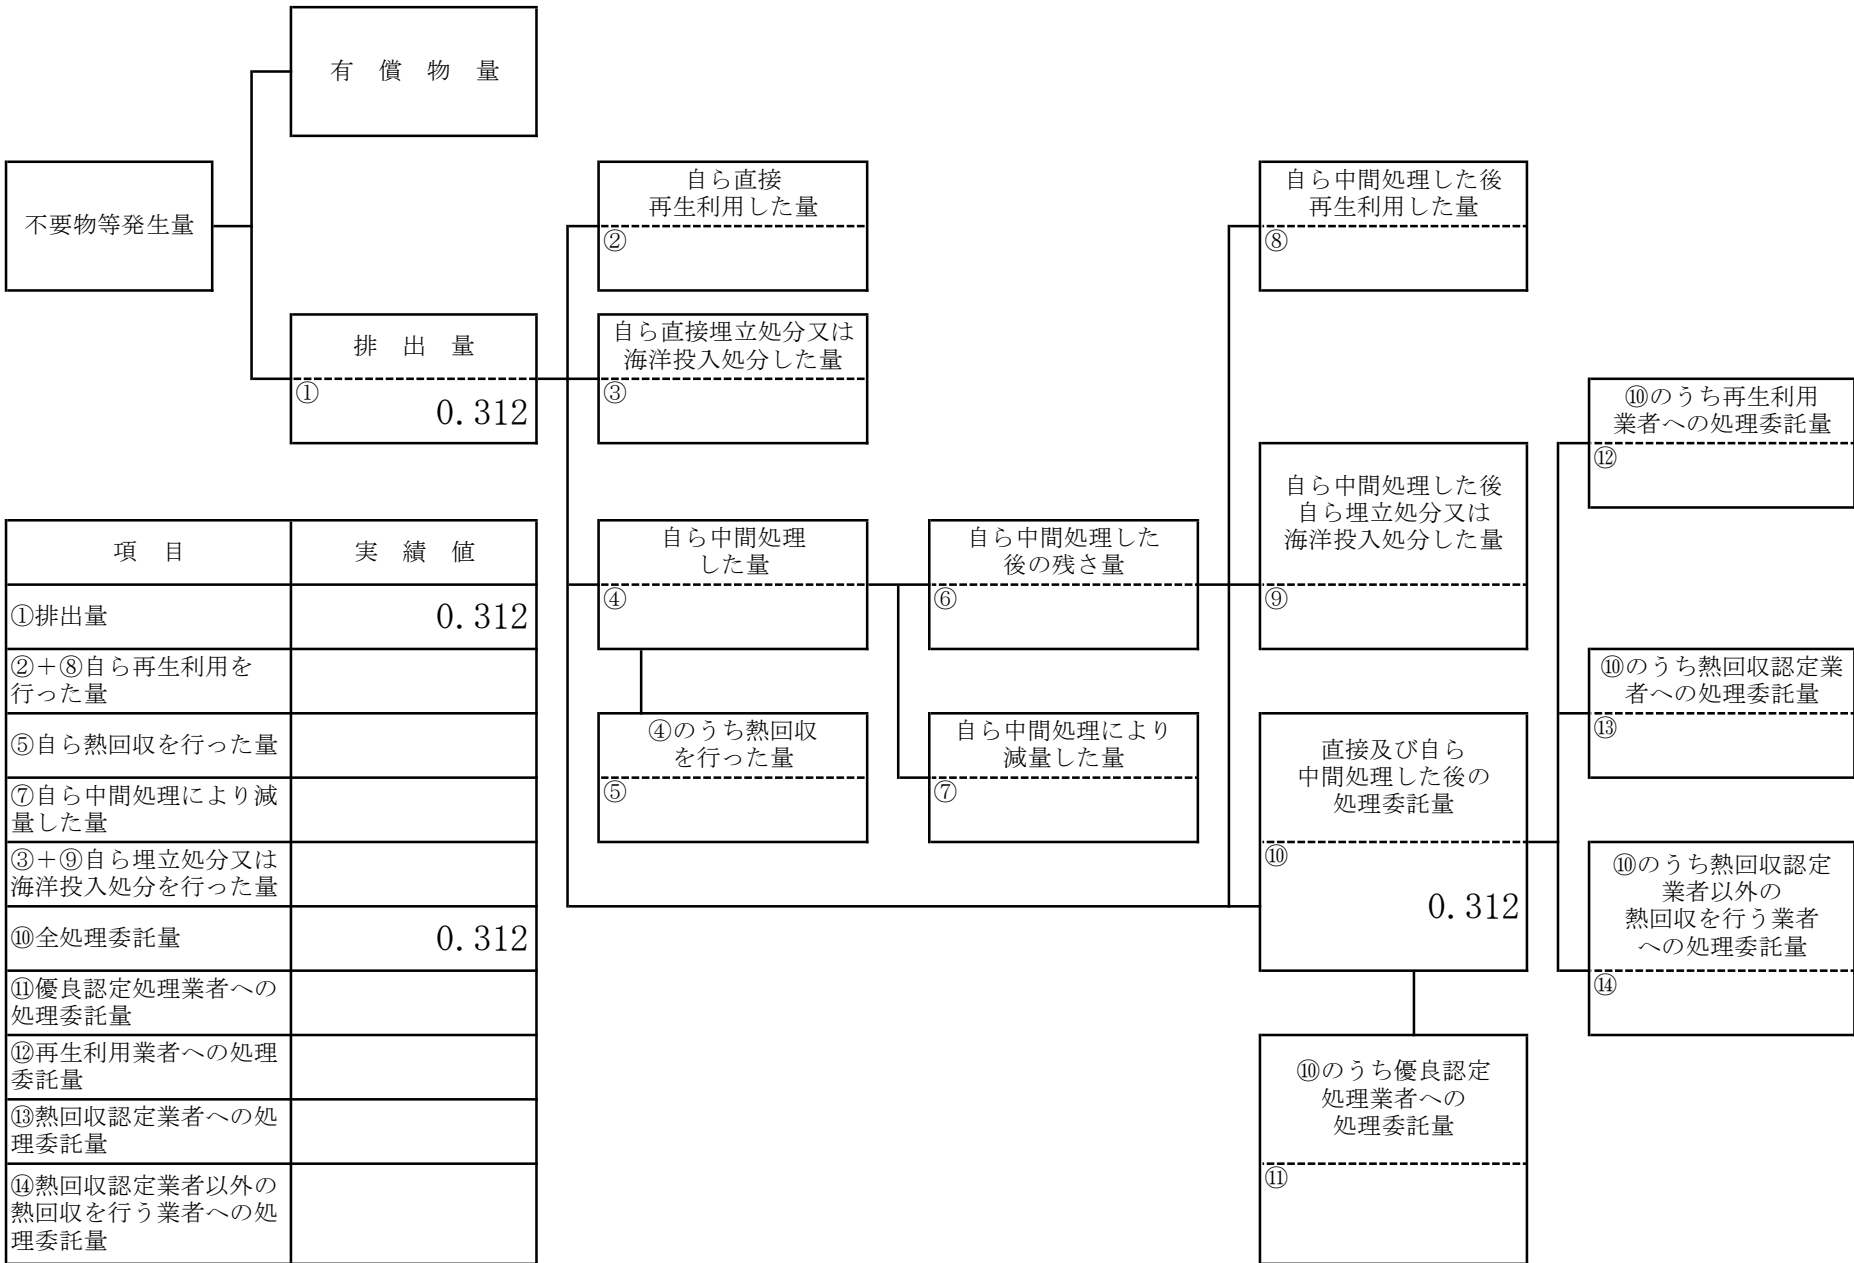 有　償　物　量
不要物等発生量
排　出　量
①
0.312
自ら直接
再生利用した量
②
自ら直接埋立処分又は
海洋投入処分した量
③
自ら中間処理
した量
④
④のうち熱回収
を行った量
⑤
自ら中間処理した
後の残さ量
⑥
自ら中間処理により
減量した量
⑦
自ら中間処理した後
再生利用した量
⑧
自ら中間処理した後
自ら埋立処分又は
海洋投入処分した量
⑨
直接及び自ら
中間処理した後の
処理委託量
⑩
0.312
⑩のうち優良認定
処理業者への
処理委託量
⑪
⑩のうち再生利用
業者への処理委託量
⑫
⑩のうち熱回収認定業
者への処理委託量
⑬
⑩のうち熱回収認定
業者以外の
熱回収を行う業者
への処理委託量
⑭
項　目　実　績　値
①排出量　0.312
②＋⑧自ら再生利用を
行った量
⑤自ら熱回収を行った量
⑦自ら中間処理により減
量した量
③＋⑨自ら埋立処分又は
海洋投入処分を行った量
⑩全処理委託量　0.312
⑪優良認定処理業者への
処理委託量
⑫再生利用業者への処理
委託量
⑬熱回収認定業者への処
理委託量
⑭熱回収認定業者以外の
熱回収を行う業者への処
理委託量